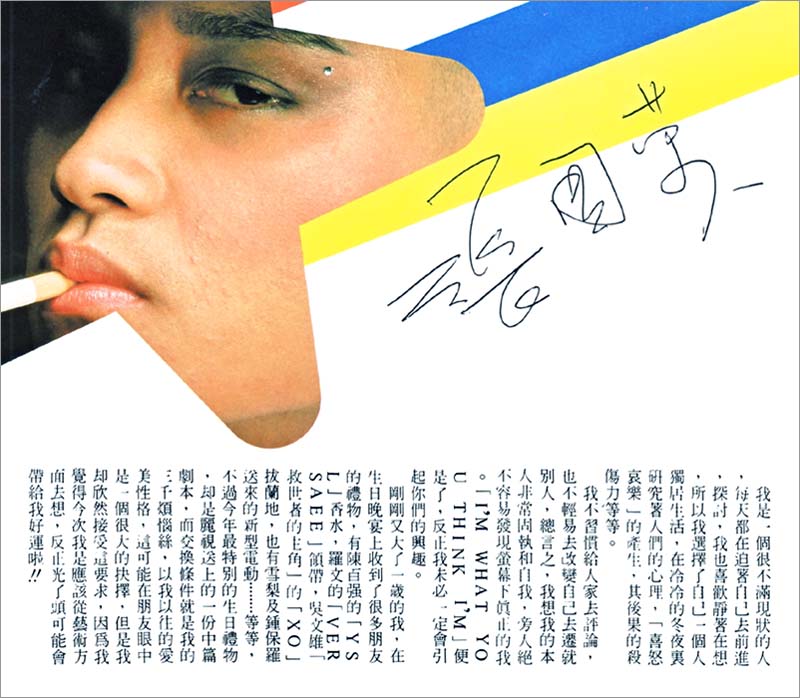 張国荣
我是一個很不滿現狀的人
，每天都在迫著自己去前進
，探討，我也喜歡靜著在想
，所以我選擇了自己一個人
獨居生活，在冷冷的冬夜裏
研究著人們的心理，「喜怒
哀樂」的產生，其後果的殺
傷力等等。
我不習慣給人家去評論，
也不輕易去改變自己去遷就
別人，總言之，我想我的本
人非常固執和自我，旁人絕
不容易發現螢幕下眞正的我
。「I'M WHAT YO
U THINK I'M」便
是了，反正我未必一定會引
起你們的興趣。
剛剛又大了一歲的我，在
生日晚宴上收到了很多朋友
的禮物，有陳百强的「YS
L」香水，羅文的「VER
SAEE」領帶，吳文雄「
救世者的主角」的「XO」
拔蘭地，也有雪梨及鍾保羅
送來的新型電動……等等，
不過今年最特別的生日禮物
，却是麗視送上的一份中篇
劇本，而交換條件就是我的
三千煩惱絲，以我以往的愛
美性格，這可能在朋友眼中
是一個很大的抉擇，但是我
却欣然接受這要求，因爲我
覺得今次我是應該從藝術方
面去想，反正光了頭可能會
帶給我好運啦!!